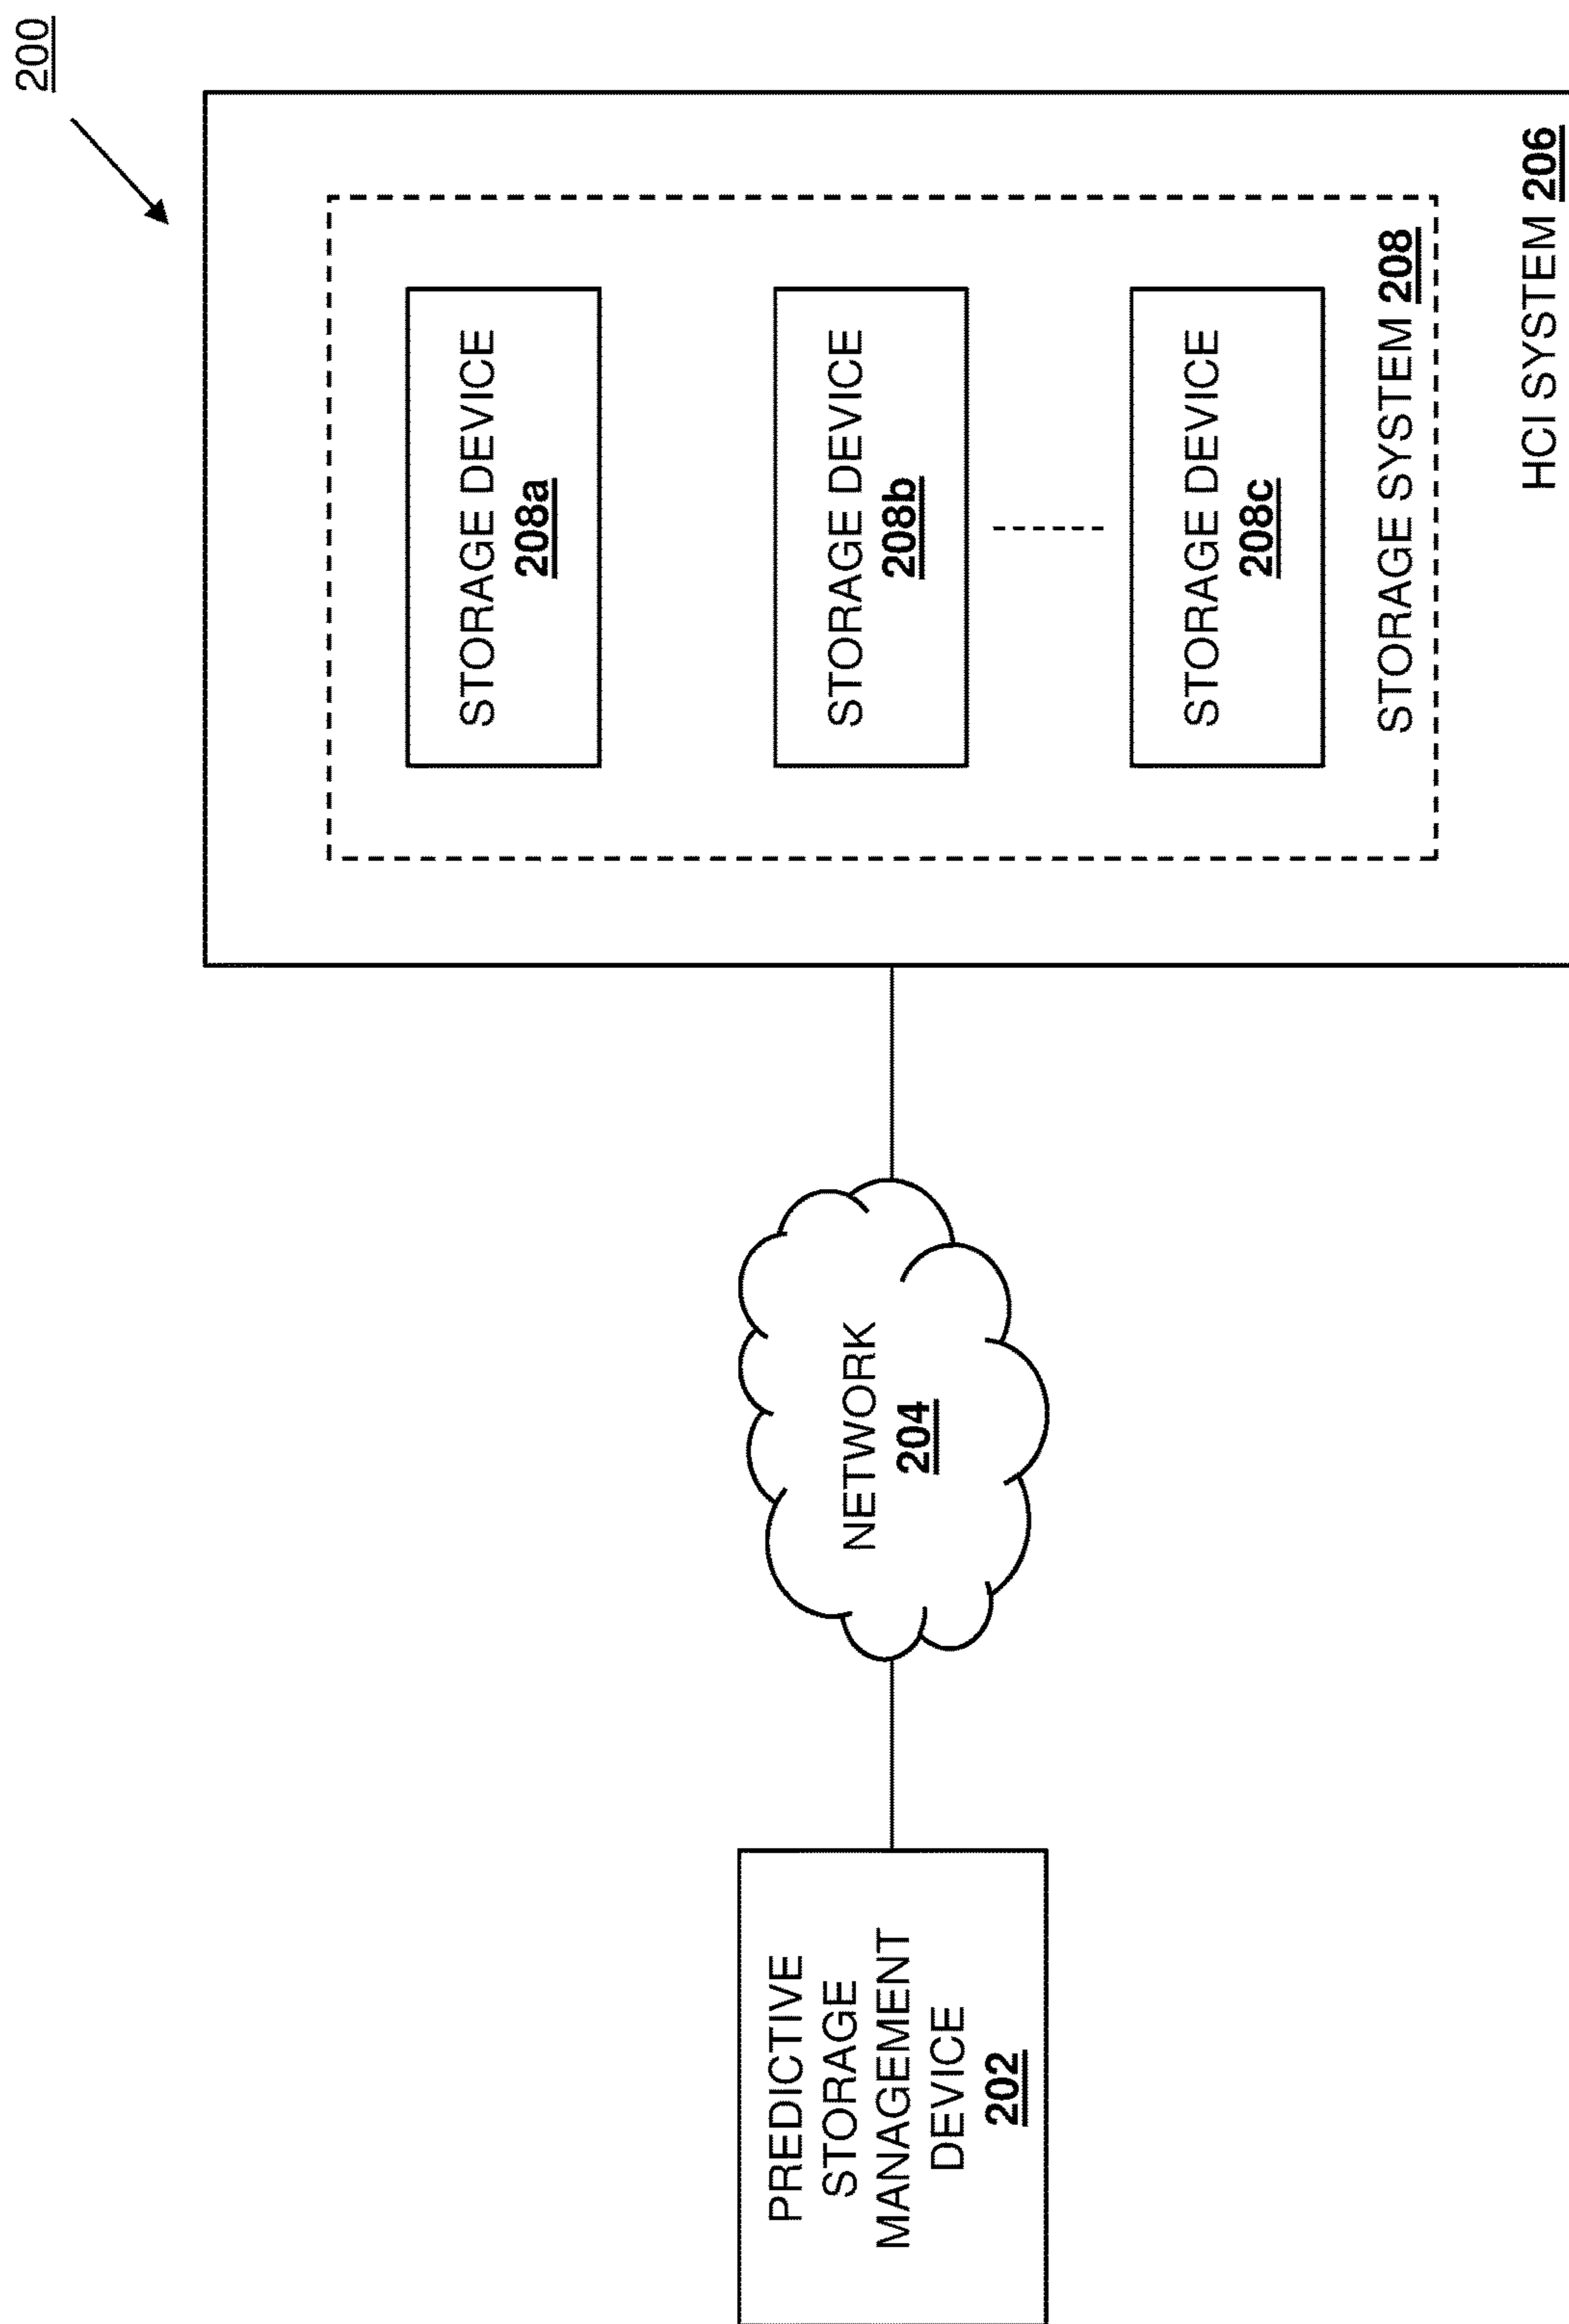 200
PREDICTIVE
STORAGE
MANAGEMENT
DEVICE
202
NETWORK
204
STORAGE DEVICE
208a
STORAGE DEVICE
208b
STORAGE DEVICE
208c
STORAGE SYSTEM 208
HCI SYSTEM 206